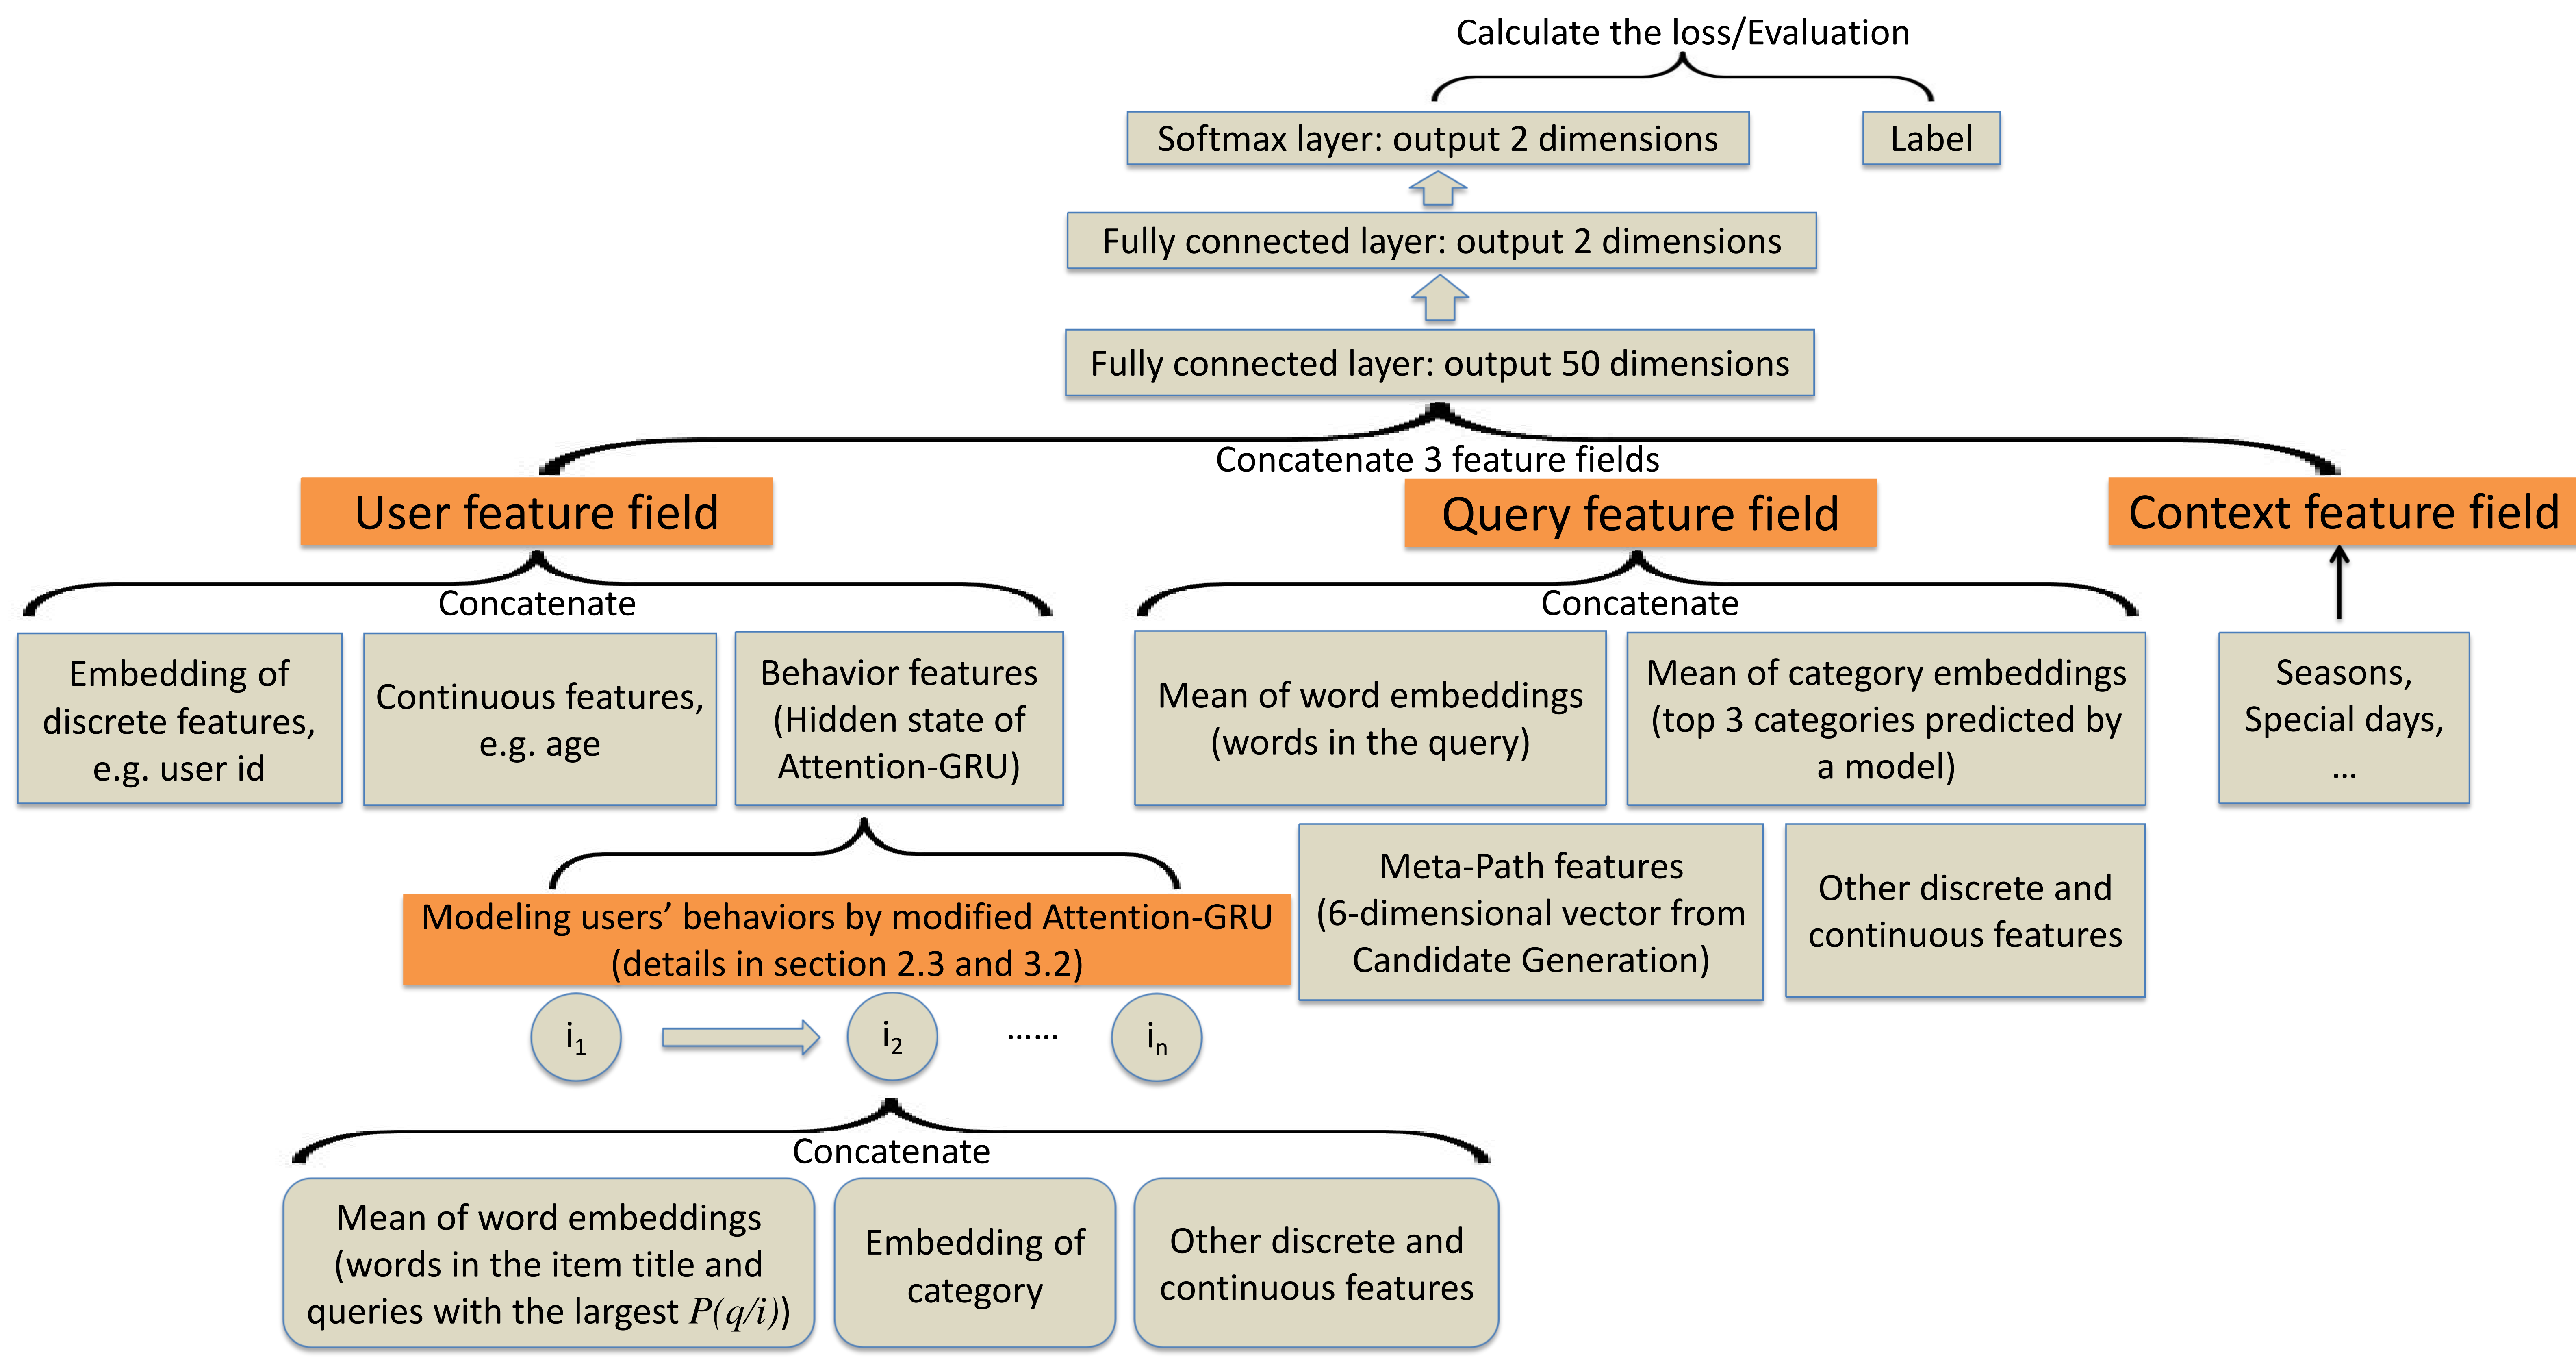 Calculate the loss/Evaluation
Softmax layer: output 2 dimensions
Label
Fully connected layer: output 2 dimensions
Fully connected layer: output 50 dimensions
Concatenate 3 feature fields
User feature field
Query feature field
Context feature field
Concatenate
Concatenate
Embedding of
discrete features,
e.g. user id
Continuous features,
e.g. age
Behavior features
(Hidden state of
Attention-GRU)
Mean of word embeddings
(words in the query)
Mean of category embeddings
(top 3 categories predicted by
a model)
Seasons,
Special days,
...
Modeling users’ behaviors by modified Attention-GRU
(details in section 2.3 and 3.2)
Meta-Path features
(6-dimensional vector from
Candidate Generation)
Other discrete and
continuous features
i1
i2
......
in
Concatenate
Mean of word embeddings
(words in the item title and
queries with the largest P(q/i))
Embedding of
category
Other discrete and
continuous features